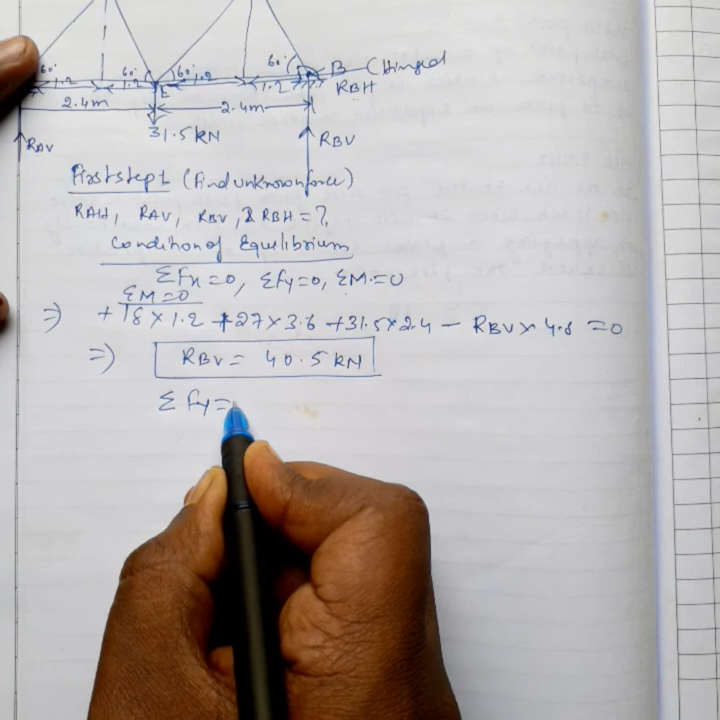 60° 1.2 60° 1.2 60° 1.2 60° 1.2 B (Hinged
E RBH
2.4m 2.4m
31.5kN
RAV RBV
First step1 (Find unknown force)
RAH, RAV, RBV, & RBH = ?
Condition of Equilibrium
ΣFx=0, ΣFy=0, ΣM=0
ΣM=0
⇒ +18×1.2 +27×3.6 +31.5×2.4 - RBV×4.8 =0
⇒ RBV = 40.5 kN
ΣFy=